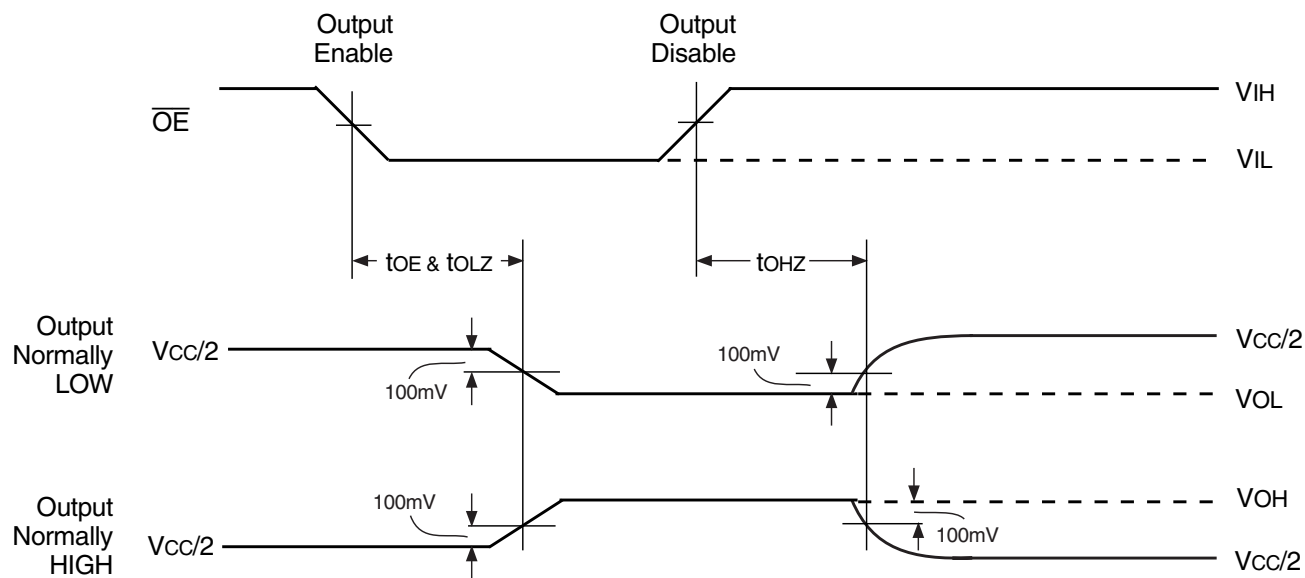 Output
Enable
Output
Disable
OE
VIH
VIL
tOE & tOLZ
tOHZ
Output
Normally
LOW
VCC/2
100mV
100mV
VCC/2
VOL
Output
Normally
HIGH
VCC/2
100mV
VOH
100mV
VCC/2